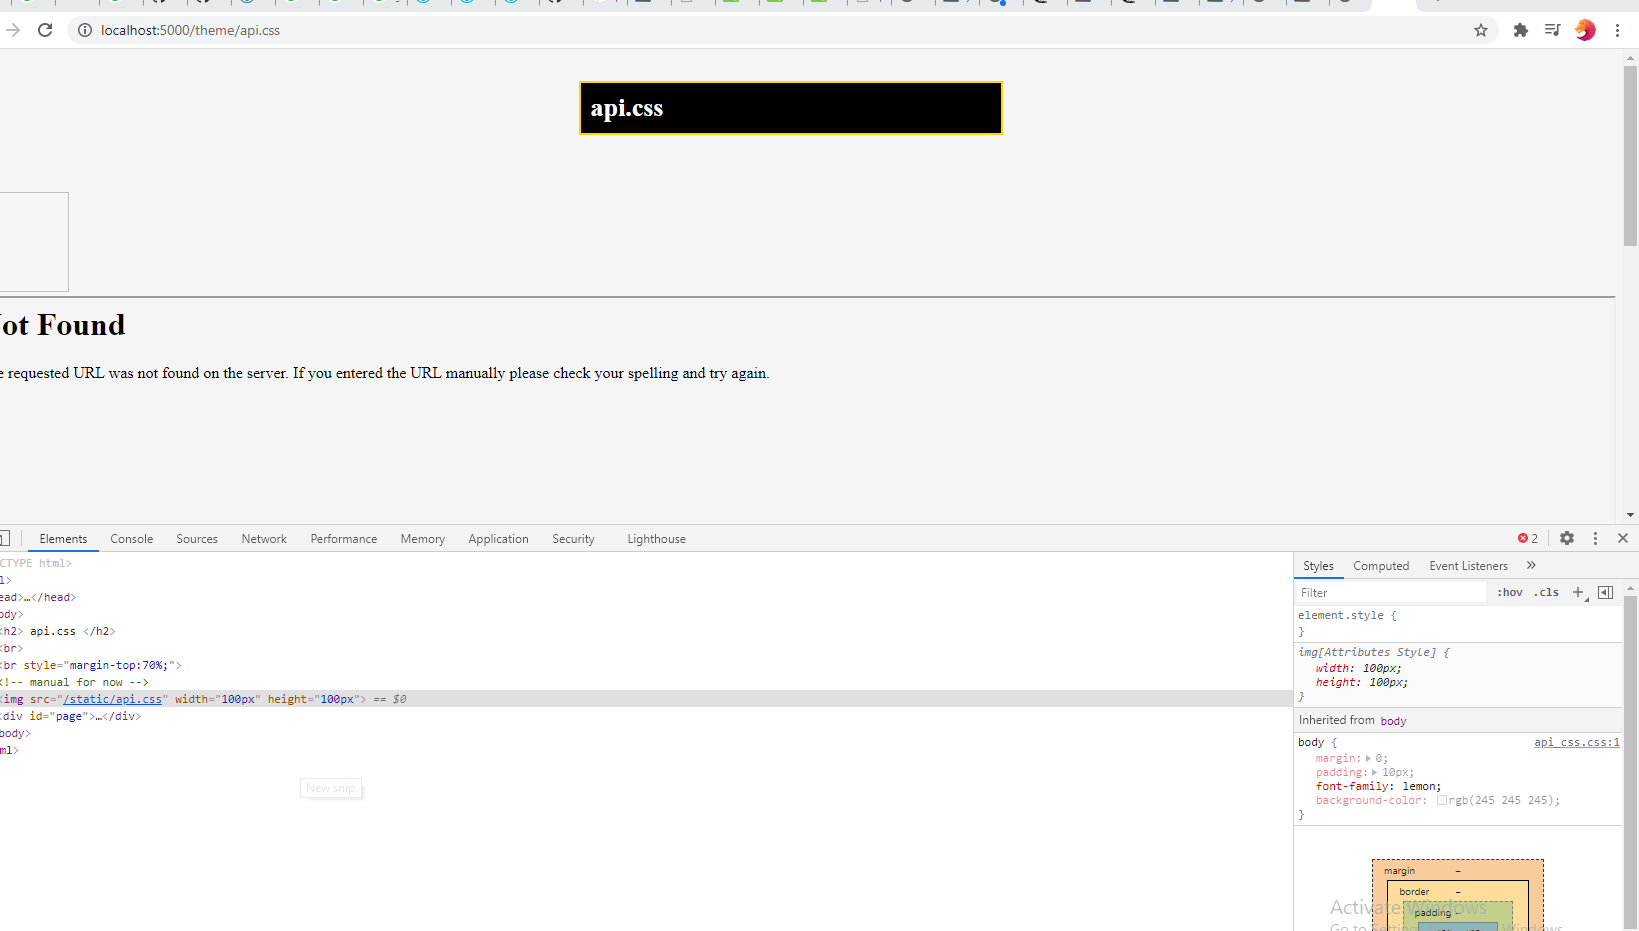 localhost:5000/theme/api.css
api.css
ot Found
e requested URL was not found on the server. If you entered the URL manually please check your spelling and try again.
Elements Console Sources Network Performance Memory Application Security Lighthouse 2
CTYPE html>
l>
ead>…</head>
ody>
<h2> api.css </h2>
<br>
<br style="margin-top:70%;">
<!-- manual for now -->
<img src="/static/api.css" width="100px" height="100px"> == $0
<div id="page">…</div>
body>
ml>
New snip
Styles Computed Event Listeners »
Filter :hov .cls +
element.style {
}
img[Attributes Style] {
width: 100px;
height: 100px;
}
Inherited from body
body { api_css.css:1
margin: 0;
padding: 10px;
font-family: lemon;
background-color: rgb(245 245 245);
}
margin –
border –
padding -
Activate Windows
Go to Settings Windows